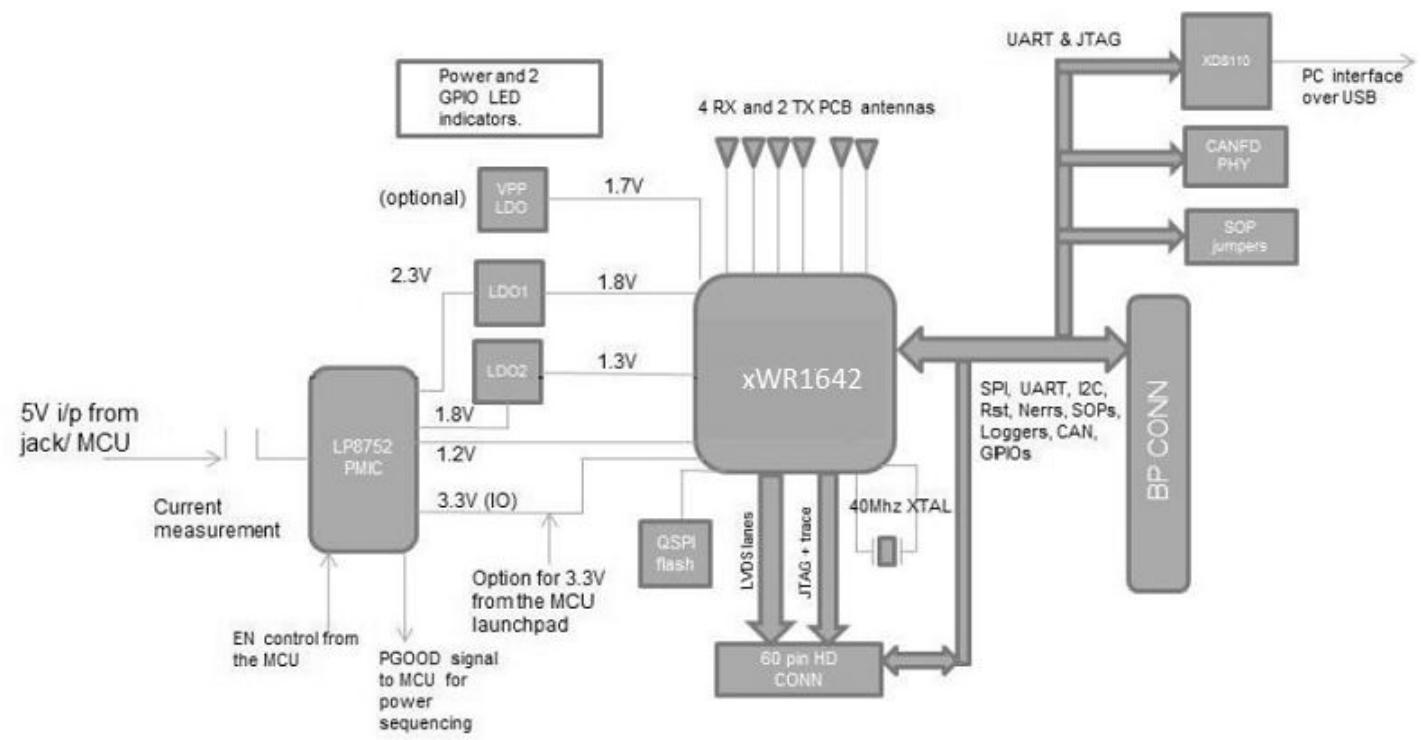 UART & JTAG
XDS110
PC interface
over USB
Power and 2
GPIO LED
indicators.
4 RX and 2 TX PCB antennas
CANFD
PHY
(optional)
VPP
LDO
1.7V
SOP
jumpers
2.3V
LDO1
1.8V
LDO2
1.3V
xWR1642
5V i/p from
jack/ MCU
LP8752
PMIC
1.8V
1.2V
3.3V (IO)
SPI, UART, I2C,
Rst, Nerrs, SOPs,
Loggers, CAN,
GPIOs
BP CONN
Current
measurement
QSPI
flash
LVDS lanes
JTAG + trace
40Mhz XTAL
Option for 3.3V
from the MCU
launchpad
EN control from
the MCU
PGOOD signal
to MCU for
power
sequencing
60 pin HD
CONN